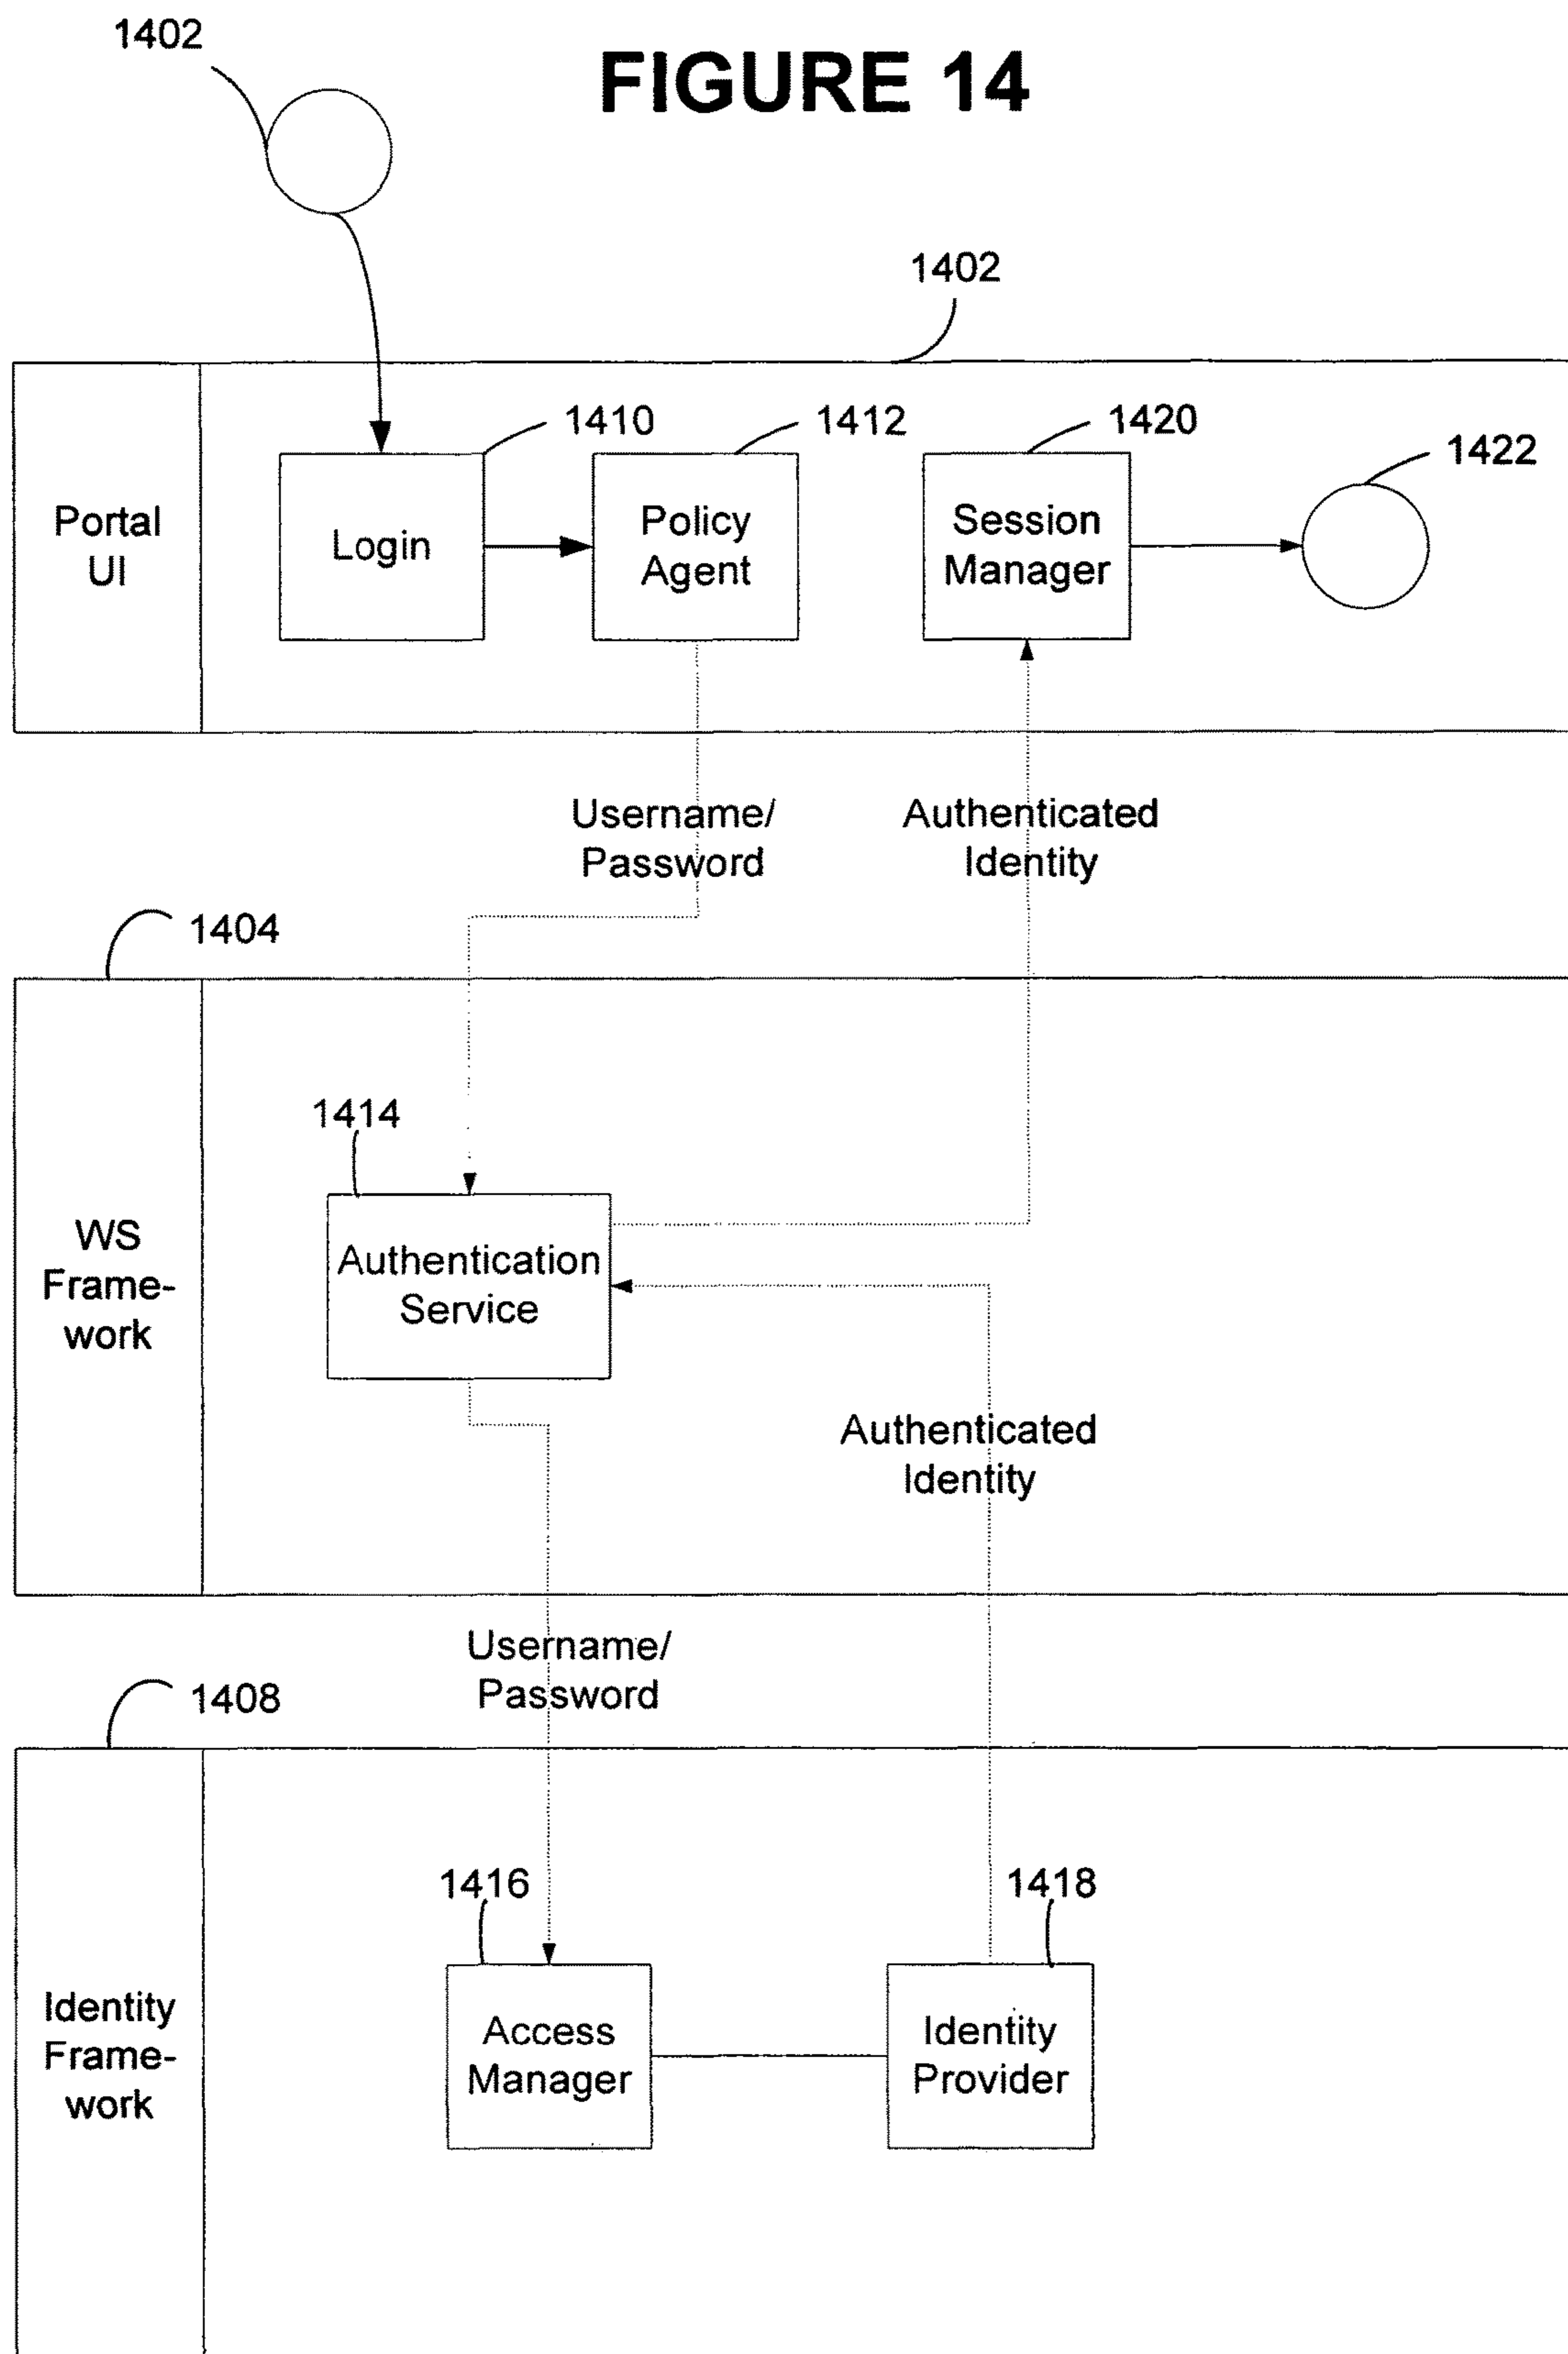 1402
FIGURE 14
1402
1410
1412
1420
1422
Portal
UI
Login
Policy
Agent
Session
Manager
Username/
Password
Authenticated
Identity
1404
1414
WS
Frame-
work
Authentication
Service
Authenticated
Identity
Username/
Password
1408
1416
1418
Identity
Frame-
work
Access
Manager
Identity
Provider